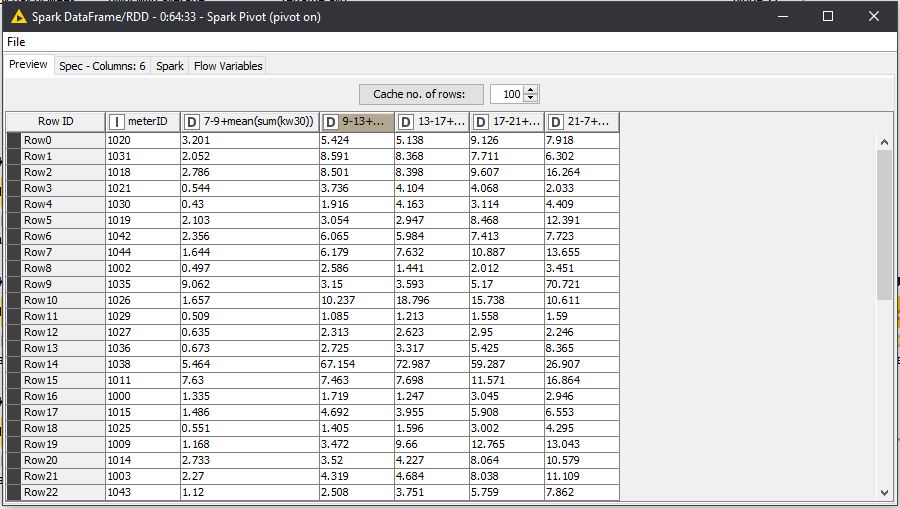 Spark DataFrame/RDD - 0:64:33 - Spark Pivot (pivot on)
File
Preview Spec - Columns: 6 Spark Flow Variables
Cache no. of rows: 100
Row ID I meterID D 7-9+mean(sum(kw30)) D 9-13+... D 13-17+... D 17-21+... D 21-7+...
Row0 1020 3.201 5.424 5.138 9.126 7.918
Row1 1031 2.052 8.591 8.368 7.711 6.302
Row2 1018 2.786 8.501 8.398 9.607 16.264
Row3 1021 0.544 3.736 4.104 4.068 2.033
Row4 1030 0.43 1.916 4.163 3.114 4.409
Row5 1019 2.103 3.054 2.947 8.468 12.391
Row6 1042 2.356 6.065 5.984 7.413 7.723
Row7 1044 1.644 6.179 7.632 10.887 13.655
Row8 1002 0.497 2.586 1.441 2.012 3.451
Row9 1035 9.062 3.15 3.593 5.17 70.721
Row10 1026 1.657 10.237 18.796 15.738 10.611
Row11 1029 0.509 1.085 1.213 1.558 1.59
Row12 1027 0.635 2.313 2.623 2.95 2.246
Row13 1036 0.673 2.725 3.317 5.425 8.365
Row14 1038 5.464 67.154 72.987 59.287 26.907
Row15 1011 7.63 7.463 7.698 11.571 16.864
Row16 1000 1.335 1.719 1.247 3.045 2.946
Row17 1015 1.486 4.692 3.955 5.908 6.553
Row18 1025 0.551 1.405 1.596 3.002 4.295
Row19 1009 1.168 3.472 9.66 12.765 13.043
Row20 1014 2.733 3.52 4.227 8.064 10.579
Row21 1003 2.27 4.319 4.684 8.038 11.109
Row22 1043 1.12 2.508 3.751 5.759 7.862